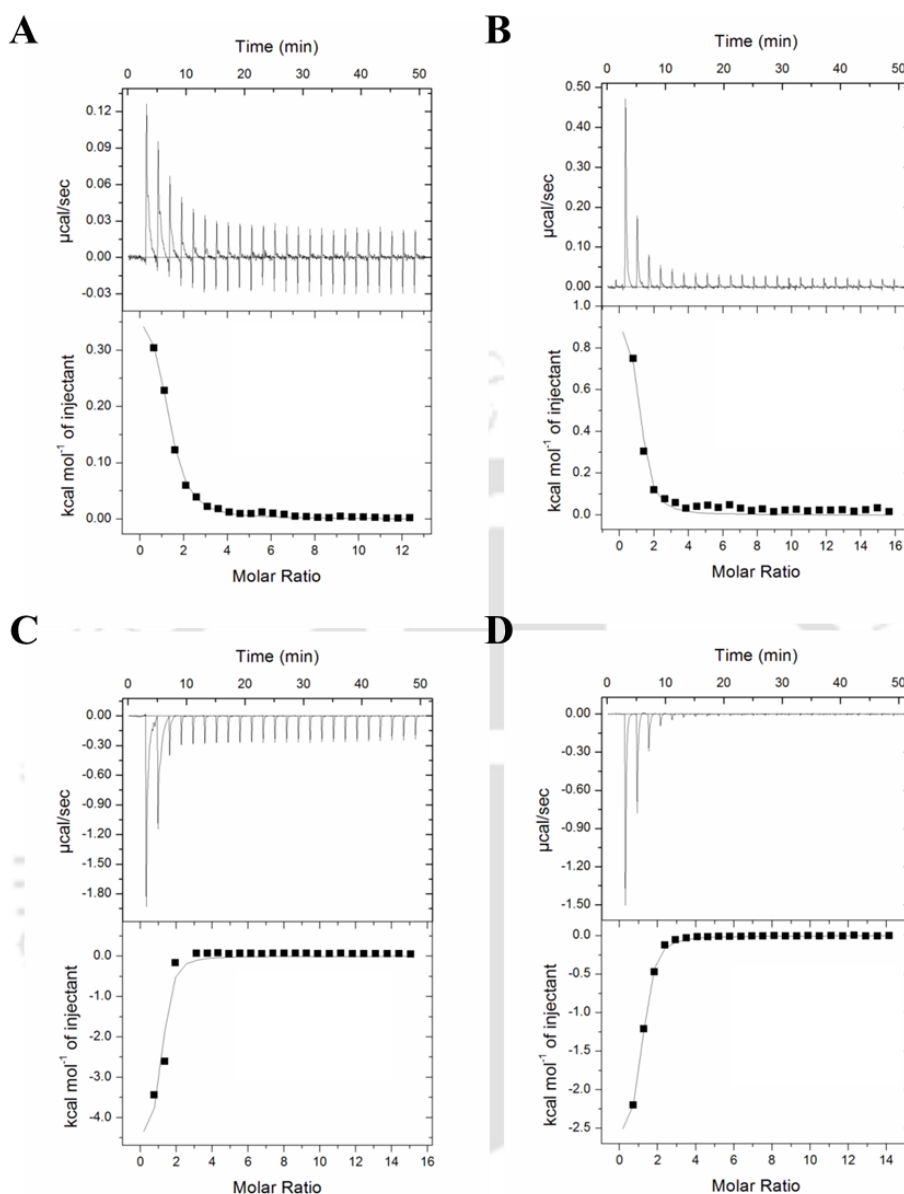 A
Time (min)
0 10 20 30 40 50
0.12
0.09
0.06
0.03
0.00
-0.03
µcal/sec
0.30
0.20
0.10
0.00
kcal mol⁻¹ of injectant
0 2 4 6 8 10 12
Molar Ratio
B
Time (min)
0 10 20 30 40 50
0.50
0.40
0.30
0.20
0.10
0.00
µcal/sec
1.0
0.8
0.6
0.4
0.2
0.0
kcal mol⁻¹ of injectant
0 2 4 6 8 10 12 14 16
Molar Ratio
C
Time (min)
0 10 20 30 40 50
0.00
-0.30
-0.60
-0.90
-1.20
-1.50
-1.80
µcal/sec
0.0
-1.0
-2.0
-3.0
-4.0
kcal mol⁻¹ of injectant
0 2 4 6 8 10 12 14 16
Molar Ratio
D
Time (min)
0 10 20 30 40 50
0.00
-0.30
-0.60
-0.90
-1.20
-1.50
µcal/sec
0.0
-0.5
-1.0
-1.5
-2.0
-2.5
kcal mol⁻¹ of injectant
0 2 4 6 8 10 12 14
Molar Ratio